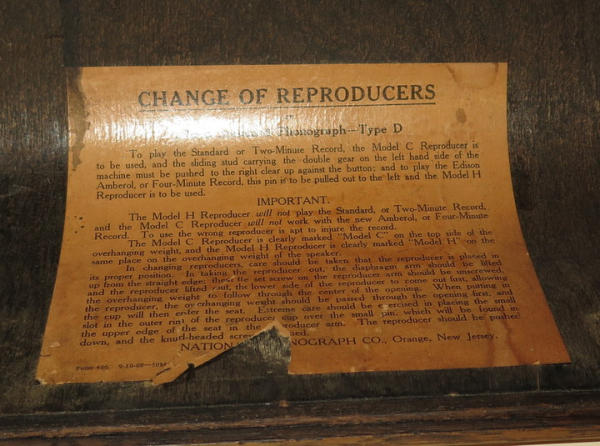 CHANGE OF REPRODUCERS
Phonograph—Type D
To play the Standard or Two-Minute Record, the Model C Reproducer is
to be used, and the sliding stud carrying the double gear on the left hand side of the
machine must be pushed to the right clear up against the button; and to play the Edison
Amberol, or Four-Minute Record, this pin is to be pulled out to the left and the Model H
Reproducer is to be used.
IMPORTANT.
The Model H Reproducer will not play the Standard, or Two-Minute Record,
and the Model C Reproducer will not work with the new Amberol, or Four-Minute
Record. To use the wrong reproducer is apt to injure the record.
The Model C Reproducer is clearly marked "Model C" on the top side of the
overhanging weight, and the Model H Reproducer is clearly marked "Model H" on the
same place on the overhanging weight of the speaker.
In changing reproducers, care should be taken that the reproducer is placed in
its proper position. In taking the reproducer out, the diaphragm arm should be lifted
up from the straight edge; then the set screw on the reproducer arm should be unscrewed,
and the reproducer lifted out, the lower side of the reproducer to come out last, allowing
the overhanging weight to follow through the center of the opening. When putting in
the reproducer, the overhanging weight should be passed through the opening first, and
the cup will then enter the seat. Extreme care should be exercised in placing the small
slot in the outer rim of the reproducer cup over the small pin, which will be found in
the upper edge of the seat in the reproducer arm. The reproducer should be pushed
down, and the knurl-headed screw
NATIONAL PHONOGRAPH CO., Orange, New Jersey.
Form